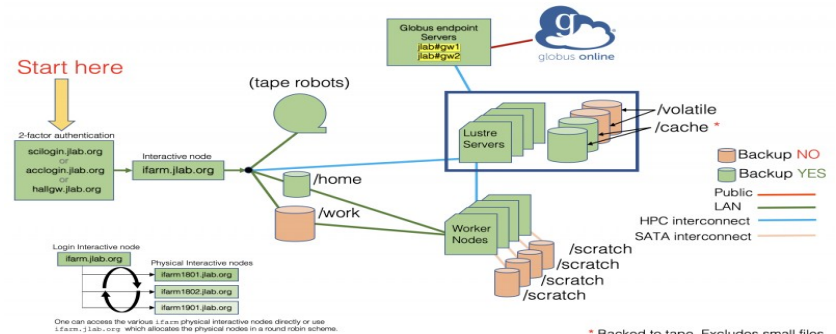 Globus endpoint
Servers
jlab#gw1
jlab#gw2
g
globus online
Start here
(tape robots)
2-factor authentication
scilogin.jlab.org
or
acclogin.jlab.org
or
hallgw.jlab.org
Interactive node
ifarm.jlab.org
Lustre
Servers
/volatile
/cache *
/home
/work
Backup NO
Backup YES
Public
LAN
HPC interconnect
SATA interconnect
Worker
Nodes
/scratch
/scratch
/scratch
/scratch
Login Interactive node
ifarm.jlab.org
Physical Interactive nodes
ifarm1801.jlab.org
ifarm1802.jlab.org
ifarm1901.jlab.org
One can access the various ifarm physical interactive nodes directly or use
ifarm.jlab.org which allocates the physical nodes in a round robin scheme.
* Backed to tape. Excludes small files